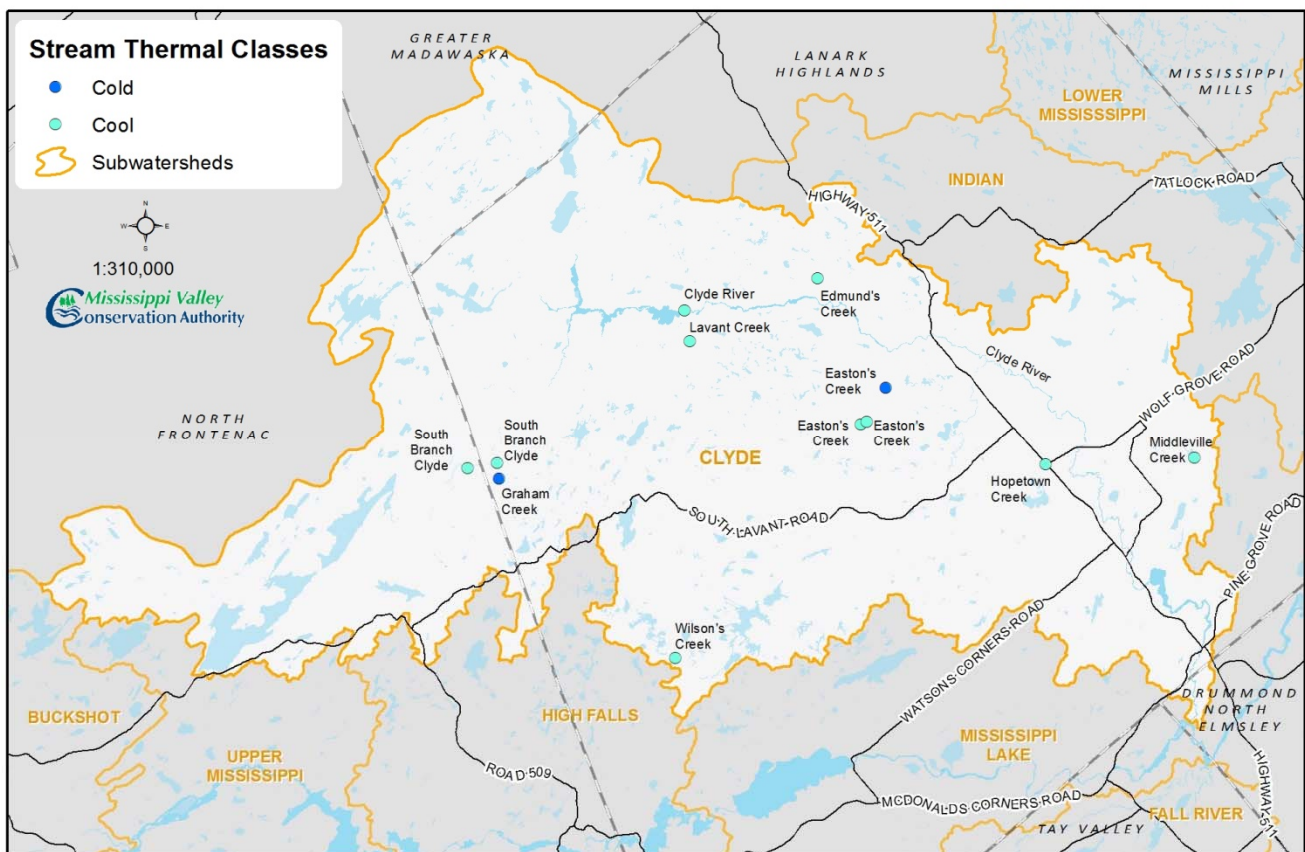 Stream Thermal Classes
Cold
Cool
Subwatersheds
N
W E
S
1:310,000
Mississippi Valley
Conservation Authority
GREATER
MADAWASKA
LANARK
HIGHLANDS
MISSISSIPPI
MILLS
LOWER
MISSISSSIPPI
INDIAN
TATLOCK ROAD
HIGHWAY 511
Clyde River
Edmund's
Creek
Lavant Creek
Clyde River
Easton's
Creek
WOLF GROVE ROAD
NORTH
FRONTENAC
South
Branch
Clyde
South
Branch
Clyde
Easton's
Creek
Easton's
Creek
Middleville
Creek
CLYDE
Graham
Creek
Hopetown
Creek
SOUTH LAVANT ROAD
PINE GROVE ROAD
Wilson's
Creek
WATSONS CORNERS ROAD
DRUMMOND
NORTH
ELMSLEY
BUCKSHOT
HIGH FALLS
MISSISSIPPI
LAKE
UPPER
MISSISSIPPI
ROAD 509
HIGHWAY 511
MCDONALDS CORNERS ROAD
FALL RIVER
TAY VALLEY